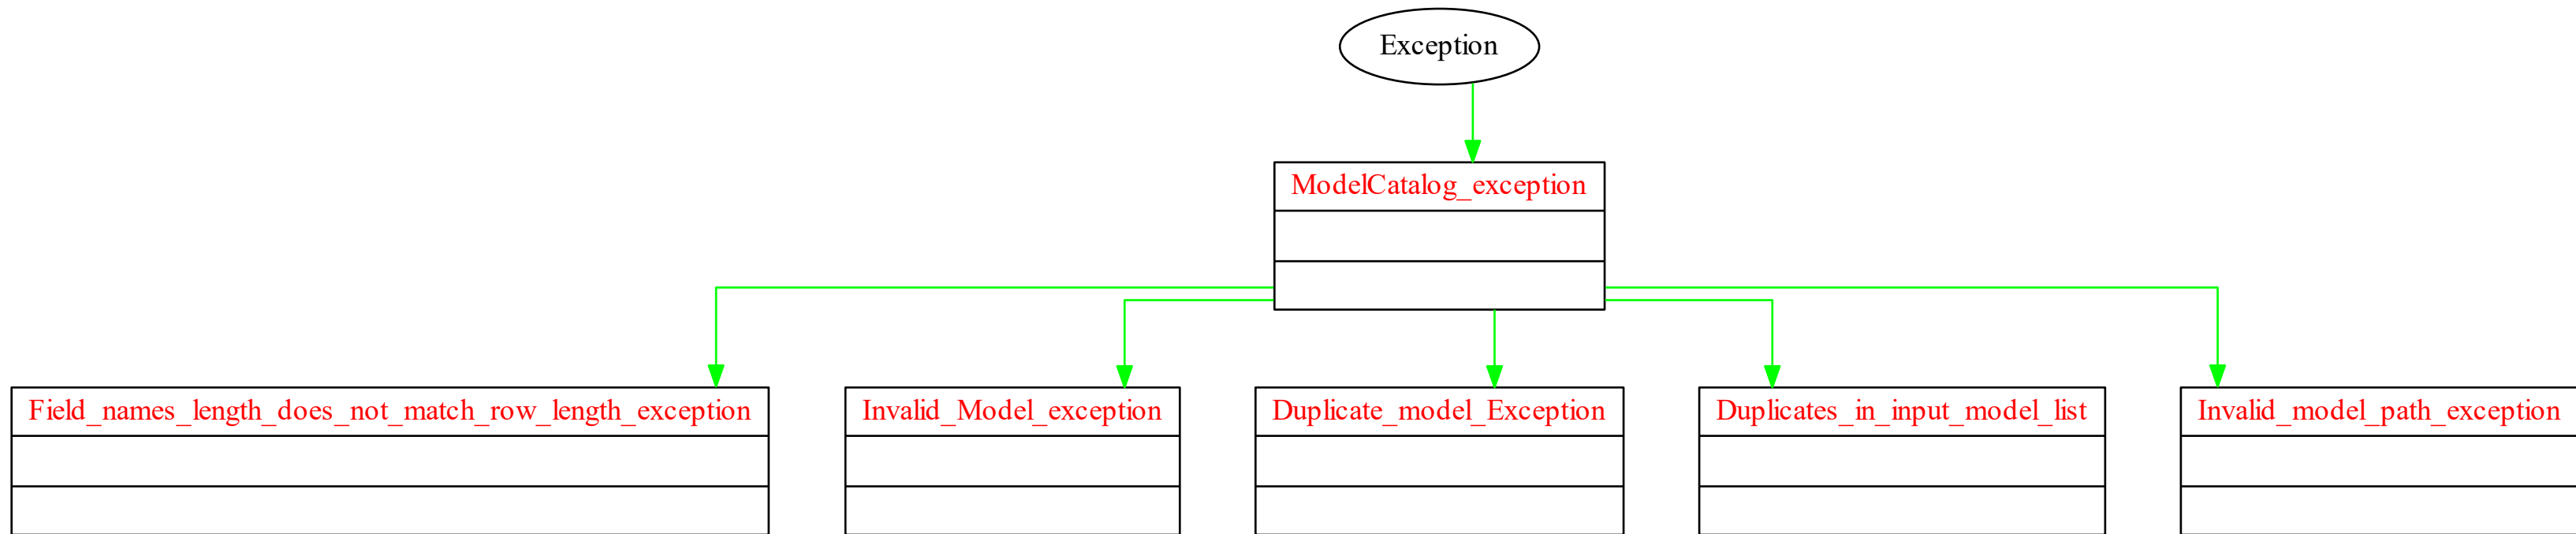 Exception
ModelCatalog_exception
Field_names_length_does_not_match_row_length_exception
Invalid_Model_exception
Duplicate_model_Exception
Duplicates_in_input_model_list
Invalid_model_path_exception